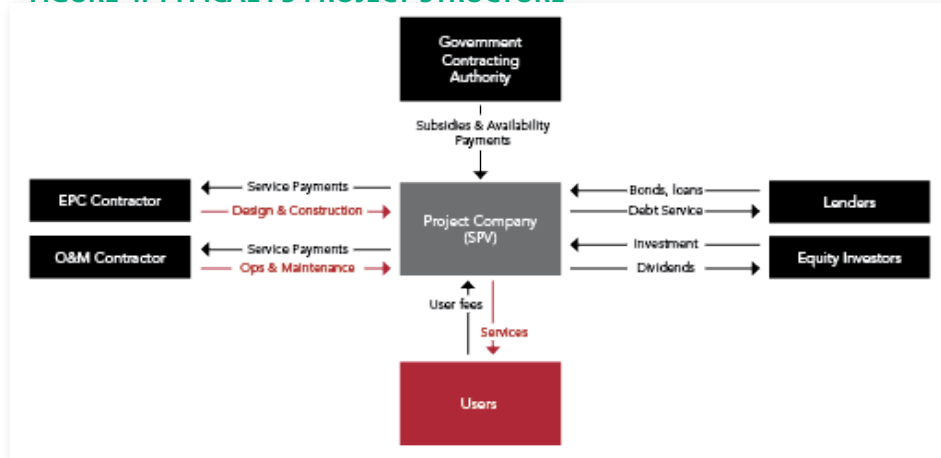 Government
Contracting
Authority
Subsidies & Availability
Payments
EPC Contractor
Service Payments
Design & Construction
O&M Contractor
Service Payments
Ops & Maintenance
Project Company
(SPV)
Bonds, loans
Debt Service
Lenders
Investment
Dividends
Equity Investors
User fees
Services
Users